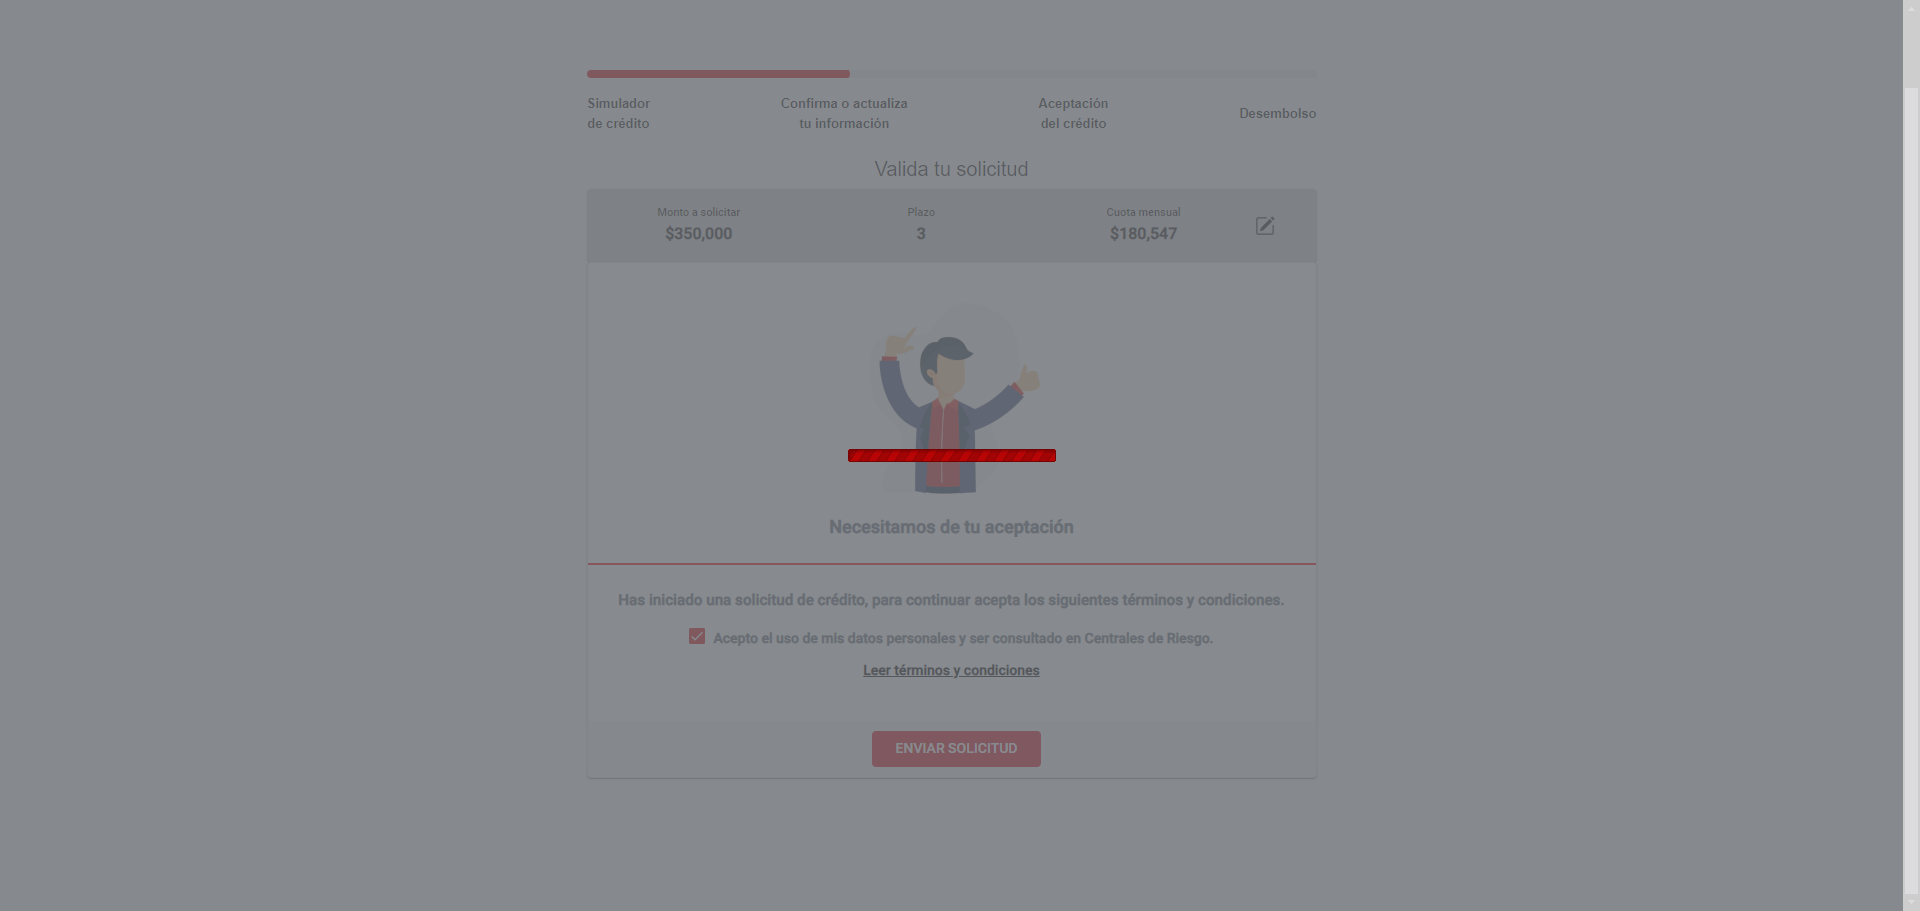 Simulador
de crédito
Confirma o actualiza
tu información
Aceptación
del crédito
Desembolso
Valida tu solicitud
Monto a solicitar
$350,000
Plazo
3
Cuota mensual
$180,547
Necesitamos de tu aceptación
Has iniciado una solicitud de crédito, para continuar acepta los siguientes términos y condiciones.
Acepto el uso de mis datos personales y ser consultado en Centrales de Riesgo.
Leer términos y condiciones
ENVIAR SOLICITUD